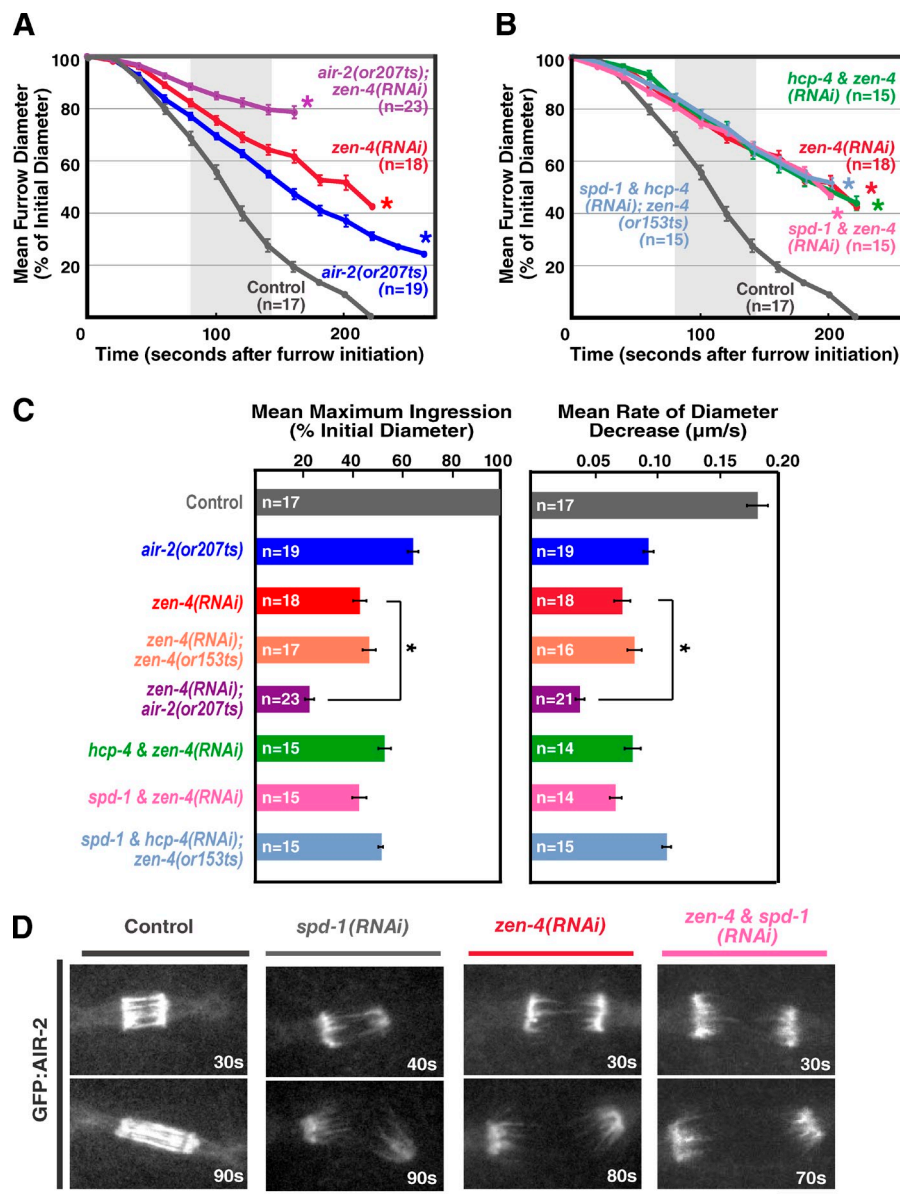 A
Mean Furrow Diameter
(% of Initial Diameter)
100
80
60
40
20
0
100
200
Time (seconds after furrow initiation)
air-2(or207ts);
zen-4(RNAi)
(n=23)
*
zen-4(RNAi)
(n=18)
*
*
air-2(or207ts)
(n=19)
Control
(n=17)
B
Mean Furrow Diameter
(% of Initial Diameter)
100
80
60
40
20
0
100
200
Time (seconds after furrow initiation)
hcp-4 & zen-4
(RNAi) (n=15)
zen-4(RNAi)
(n=18)
*
*
*
*
spd-1 & hcp-4
(RNAi); zen-4
(or153ts)
(n=15)
spd-1 & zen-4
(RNAi) (n=15)
Control
(n=17)
C
Mean Maximum Ingression
(% Initial Diameter)
20 40 60 80 100
Mean Rate of Diameter
Decrease (µm/s)
0.05 0.10 0.15 0.20
Control
n=17
n=17
air-2(or207ts)
n=19
n=19
zen-4(RNAi)
n=18
n=18
zen-4(RNAi);
zen-4(or153ts)
n=17
*
n=16
*
zen-4(RNAi);
air-2(or207ts)
n=23
n=21
hcp-4 & zen-4(RNAi)
n=15
n=14
spd-1 & zen-4(RNAi)
n=15
n=14
spd-1 & hcp-4(RNAi);
zen-4(or153ts)
n=15
n=15
D
GFP:AIR-2
Control
spd-1(RNAi)
zen-4(RNAi)
zen-4 & spd-1
(RNAi)
30s
40s
30s
30s
90s
90s
80s
70s